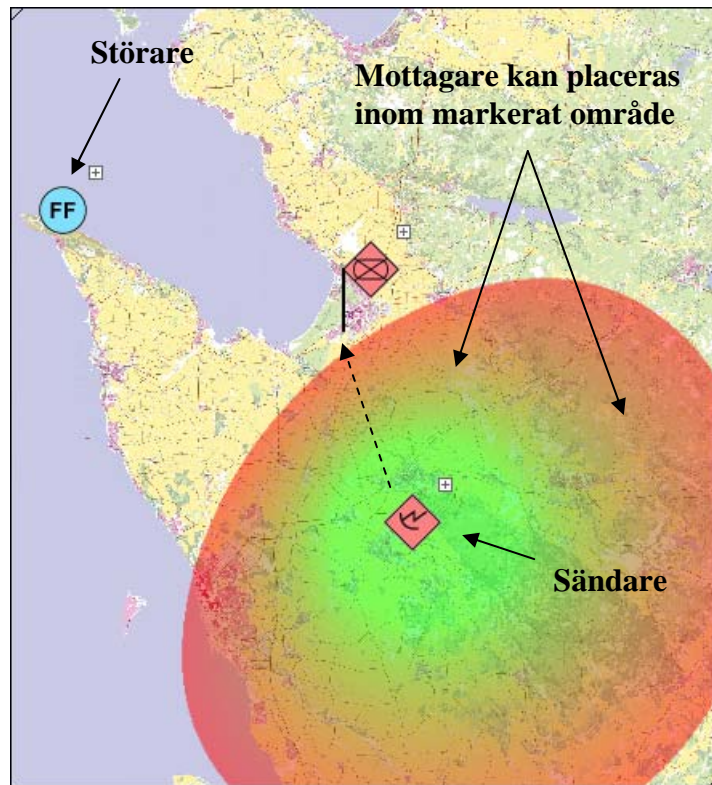 Störare
Mottagare kan placeras
inom markerat område
FF
Sändare